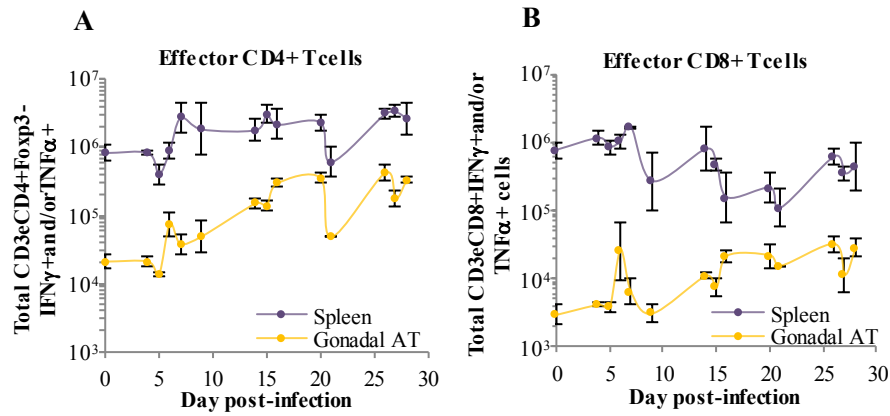 A
Effector CD4+ Tcells
Total CD3eCD4+Foxp3-
IFNγ+and/orTNFα+
10⁷
10⁶
10⁵
10⁴
10³
Spleen
Gonadal AT
0 5 10 15 20 25 30
Day post-infection
B
Effector CD8+ Tcells
Total CD3eCD8+IFNγ+and/or
TNFα+ cells
10⁷
10⁶
10⁵
10⁴
10³
Spleen
Gonadal AT
0 5 10 15 20 25 30
Day post-infection